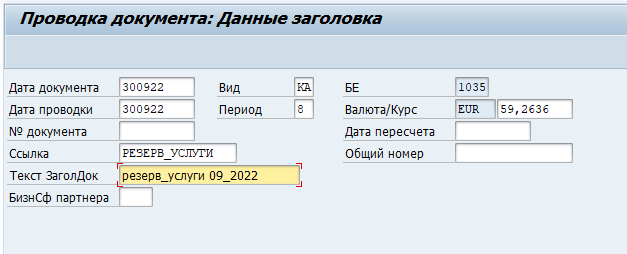 Проводка документа: Данные заголовка
Дата документа 300922 Вид КА БЕ 1035
Дата проводки 300922 Период 8 Валюта/Курс EUR 59,2636
№ документа Дата пересчета
Ссылка РЕЗЕРВ_УСЛУГИ Общий номер
Текст ЗаголДок резерв_услуги 09_2022
БизнСф партнера